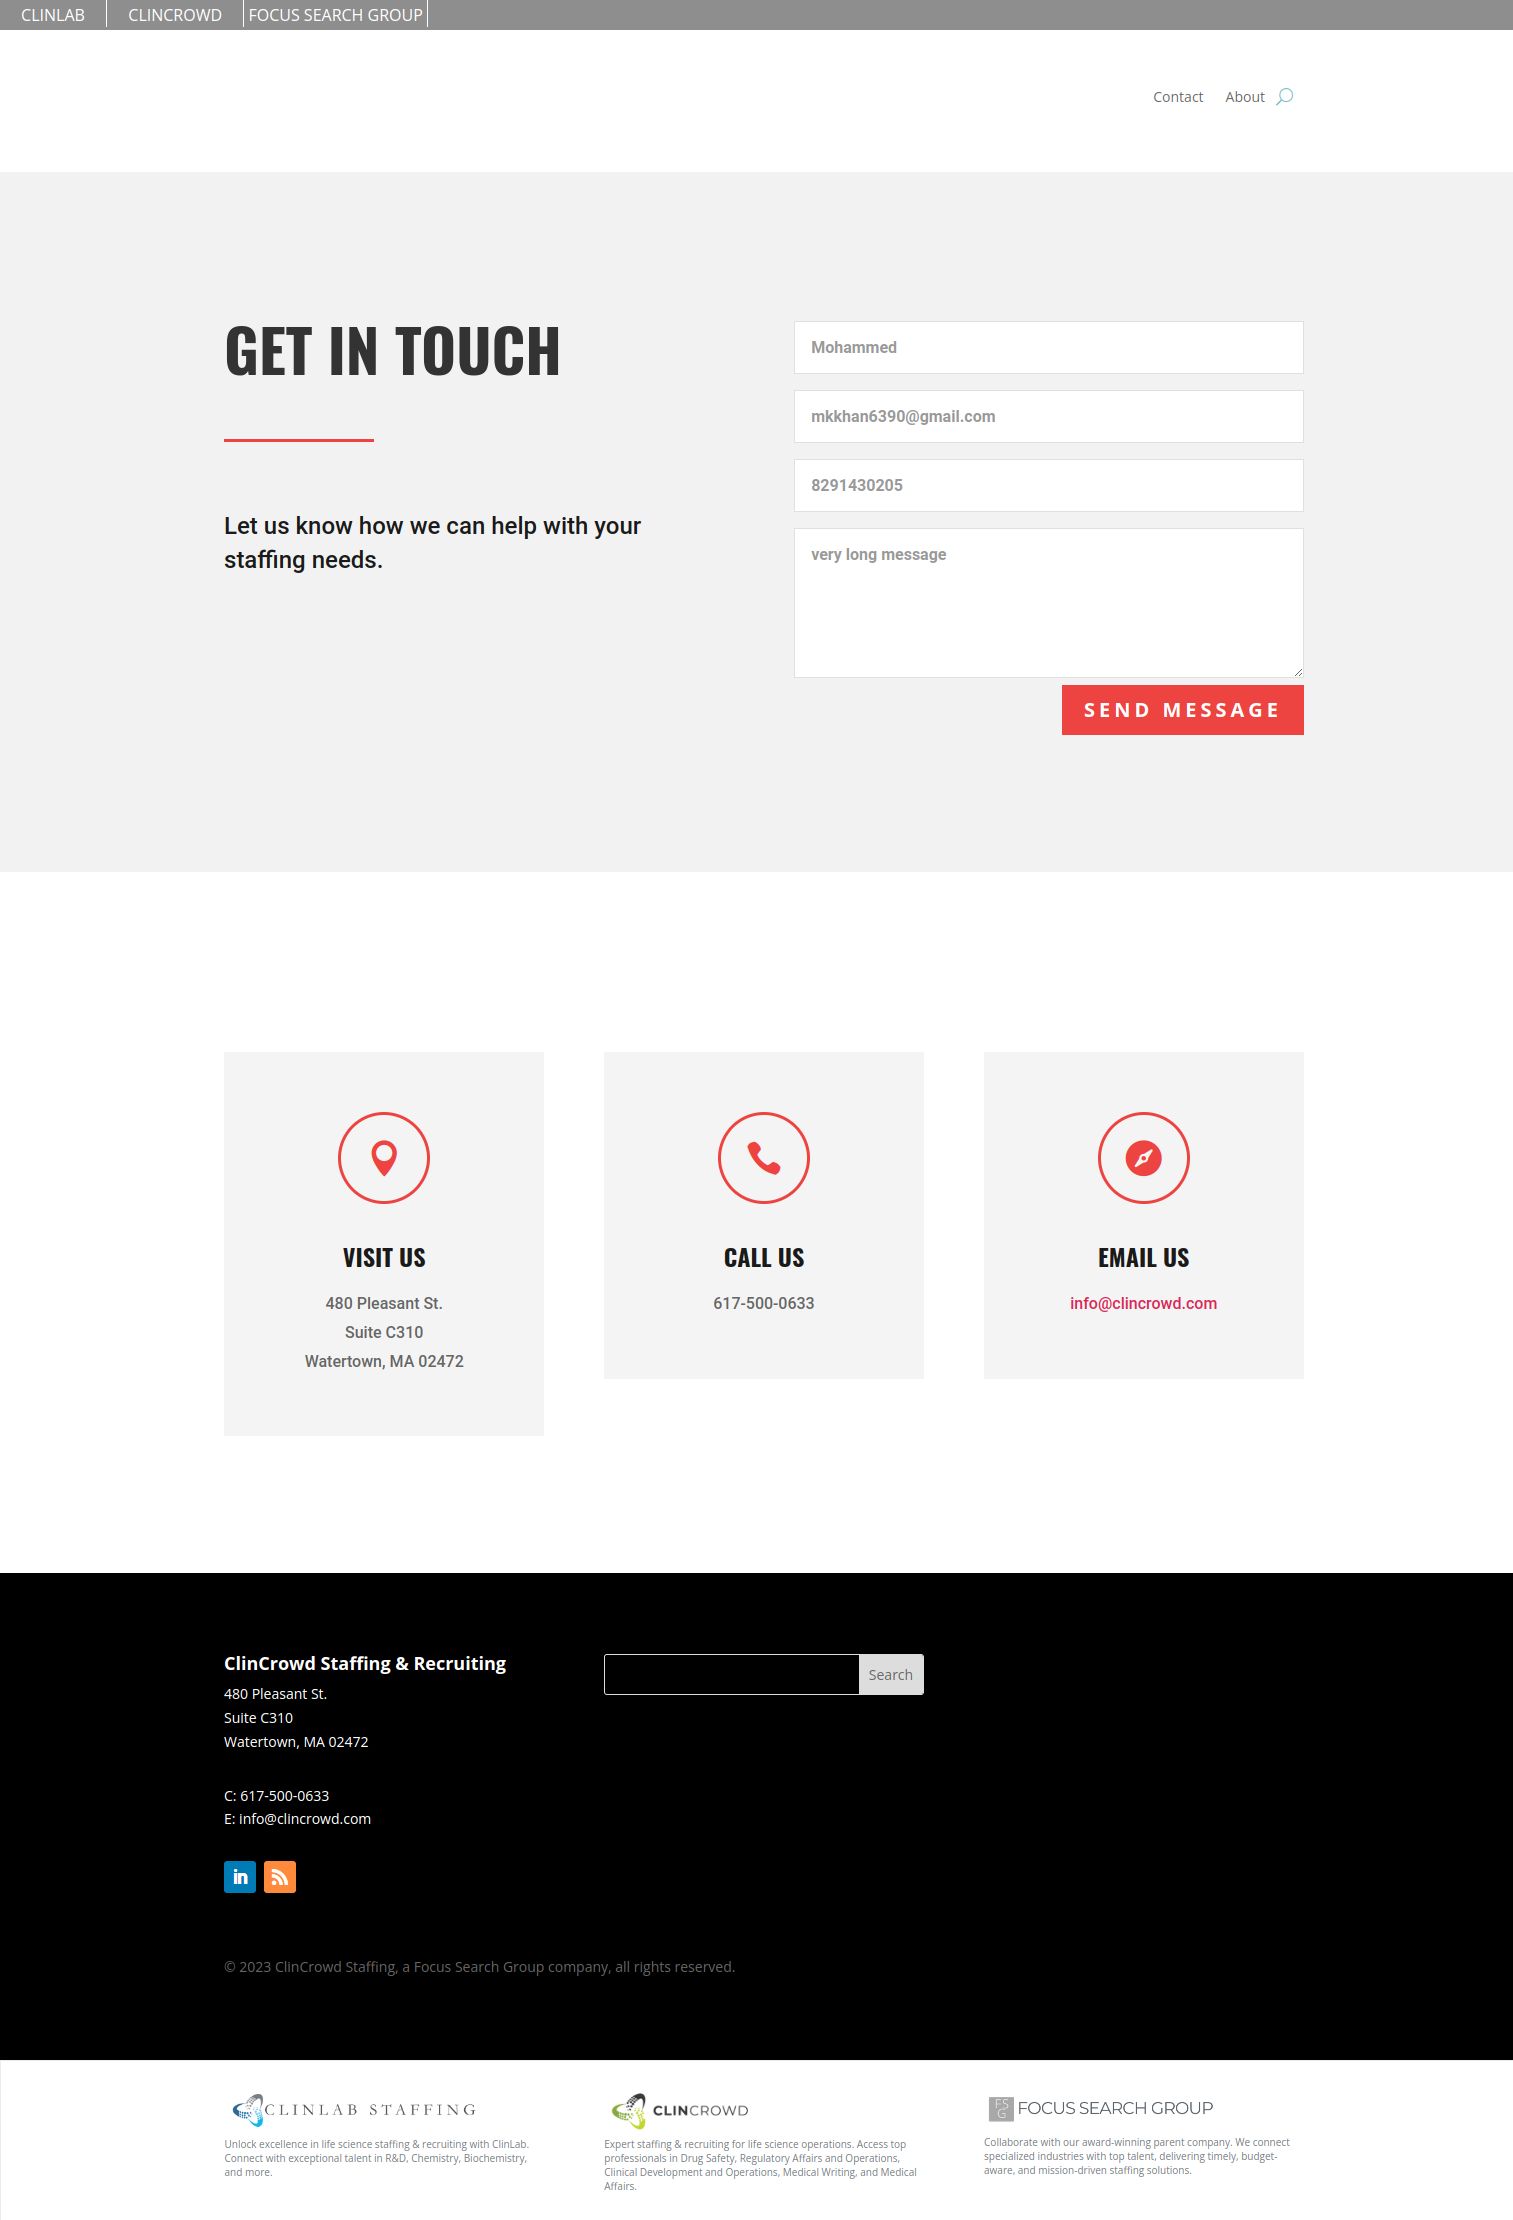 CLINLAB
CLINCROWD
FOCUS SEARCH GROUP
Contact
About
GET IN TOUCH
Let us know how we can help with your
staffing needs.
Mohammed
mkkhan6390@gmail.com
8291430205
very long message
SEND MESSAGE
VISIT US
480 Pleasant St.
Suite C310
Watertown, MA 02472
CALL US
617-500-0633
EMAIL US
info@clincrowd.com
ClinCrowd Staffing & Recruiting
480 Pleasant St.
Suite C310
Watertown, MA 02472
C: 617-500-0633
E: info@clincrowd.com
in
Search
© 2023 ClinCrowd Staffing, a Focus Search Group company, all rights reserved.
CLINLAB STAFFING
Unlock excellence in life science staffing & recruiting with ClinLab.
Connect with exceptional talent in R&D, Chemistry, Biochemistry,
and more.
CLINCROWD
Expert staffing & recruiting for life science operations. Access top
professionals in Drug Safety, Regulatory Affairs and Operations,
Clinical Development and Operations, Medical Writing, and Medical
Affairs.
FS
G
FOCUS SEARCH GROUP
Collaborate with our award-winning parent company. We connect
specialized industries with top talent, delivering timely, budget-
aware, and mission-driven staffing solutions.